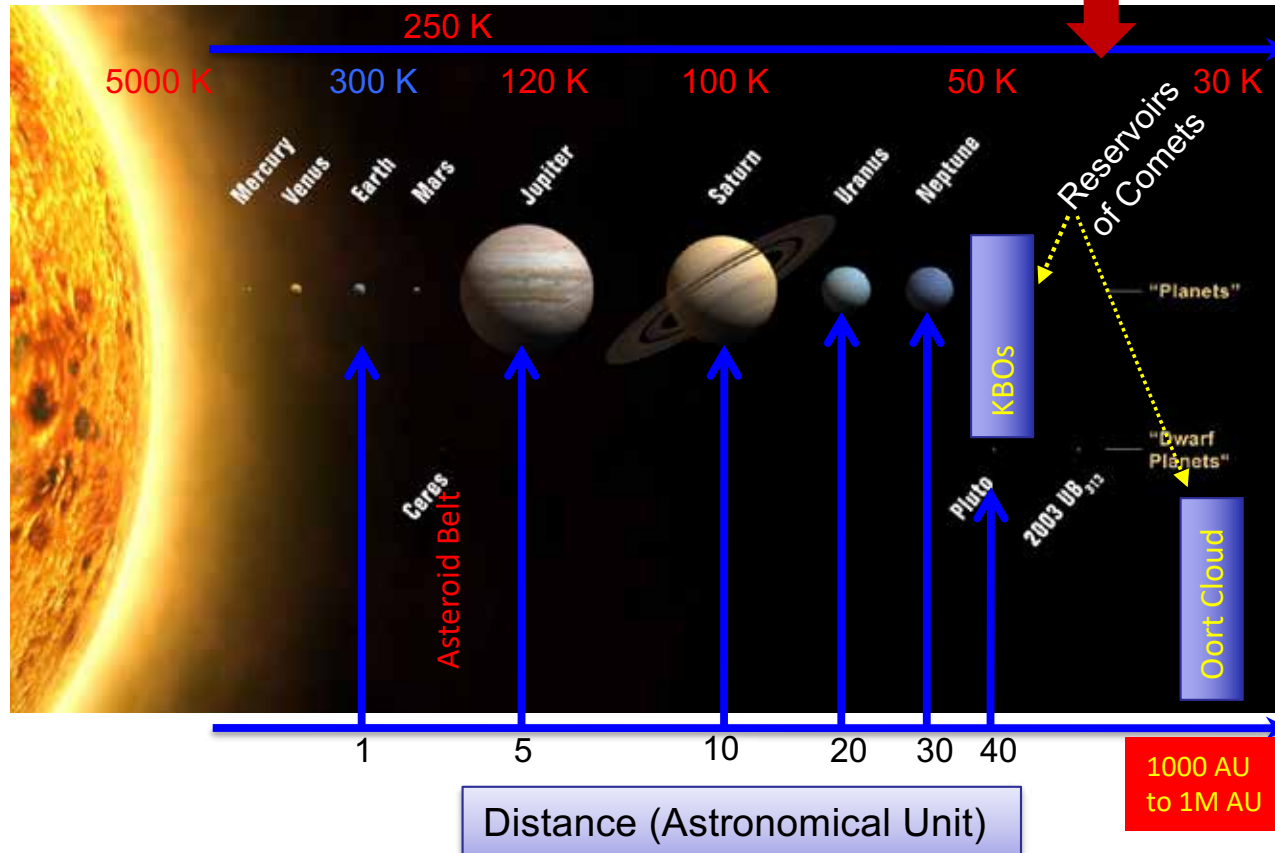 250 K
5000 K
300 K
120 K
100 K
50 K
30 K
Reservoirs
of Comets
Mercury
Venus
Earth
Mars
Jupiter
Saturn
Uranus
Neptune
"Planets"
KBOs
"Dwarf
Planets"
Ceres
Asteroid Belt
Pluto
2003 UB₃₁₃
Oort Cloud
1
5
10
20
30
40
1000 AU
to 1M AU
Distance (Astronomical Unit)